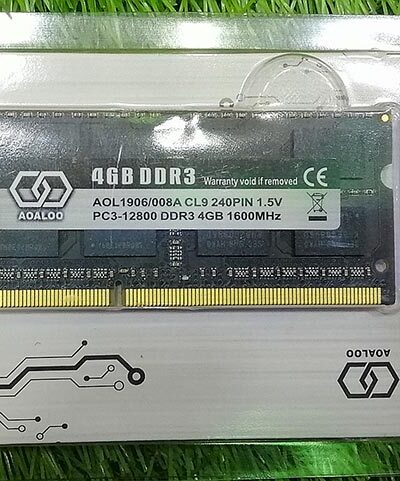 4GB DDR3 Warranty void if removed CE
AOL1906/008A CL9 240PIN 1.5V
PC3-12800 DDR3 4GB 1600MHz
AOALOO
AOALOO